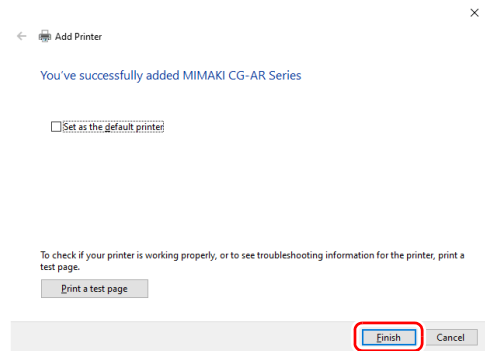 Add Printer
You've successfully added MIMAKI CG-AR Series
Set as the default printer
To check if your printer is working properly, or to see troubleshooting information for the printer, print a
test page.
Print a test page
Finish Cancel